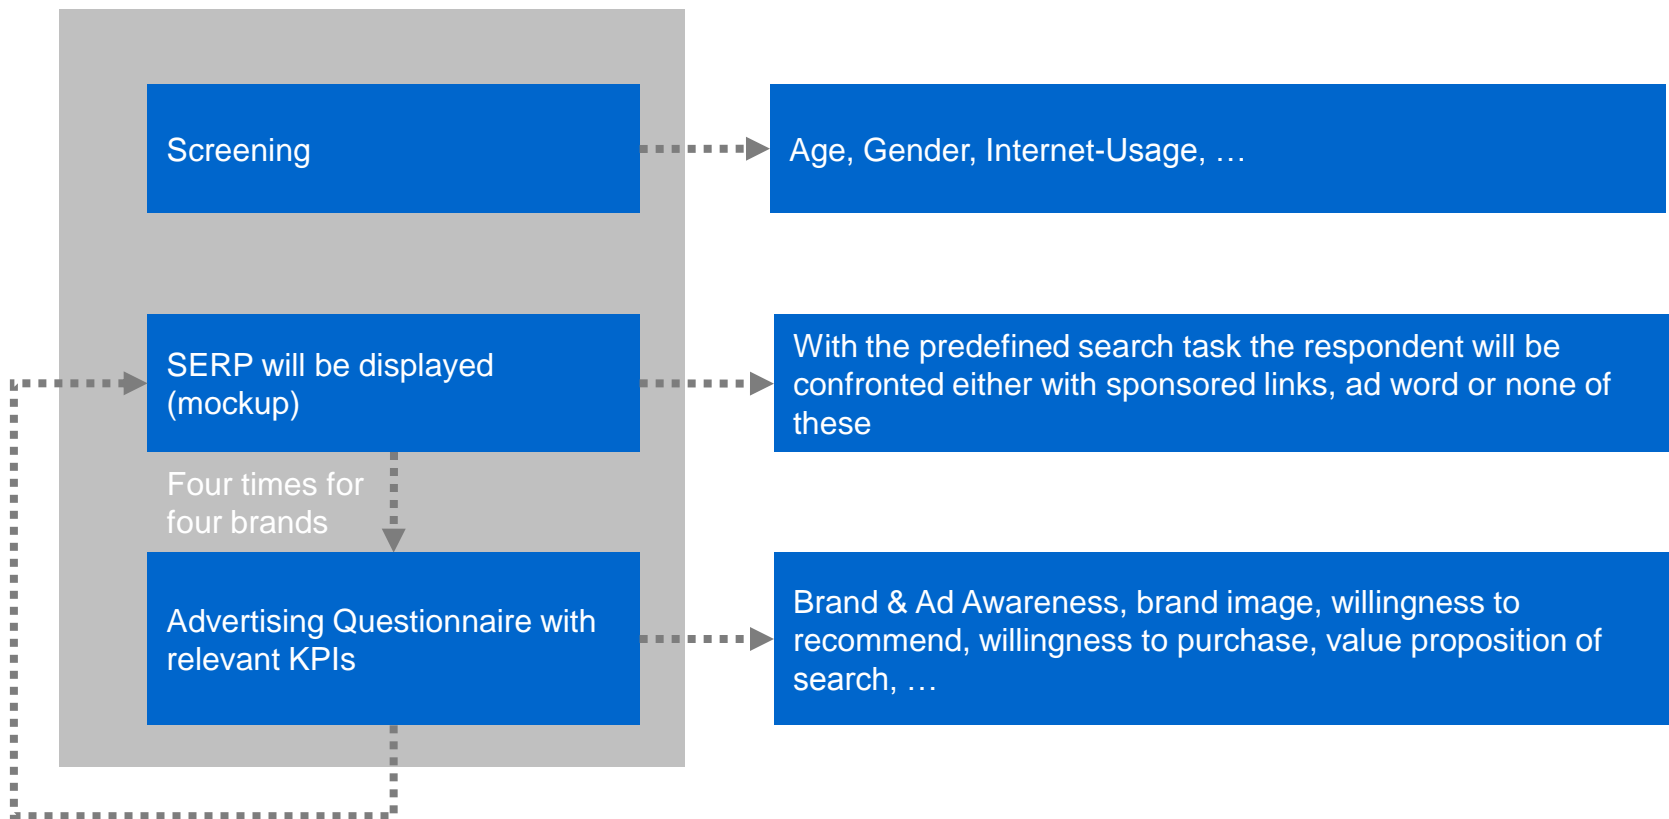 Screening
Age, Gender, Internet-Usage, …
SERP will be displayed
(mockup)
With the predefined search task the respondent will be
confronted either with sponsored links, ad word or none of
these
Four times for
four brands
Advertising Questionnaire with
relevant KPIs
Brand & Ad Awareness, brand image, willingness to
recommend, willingness to purchase, value proposition of
search, …